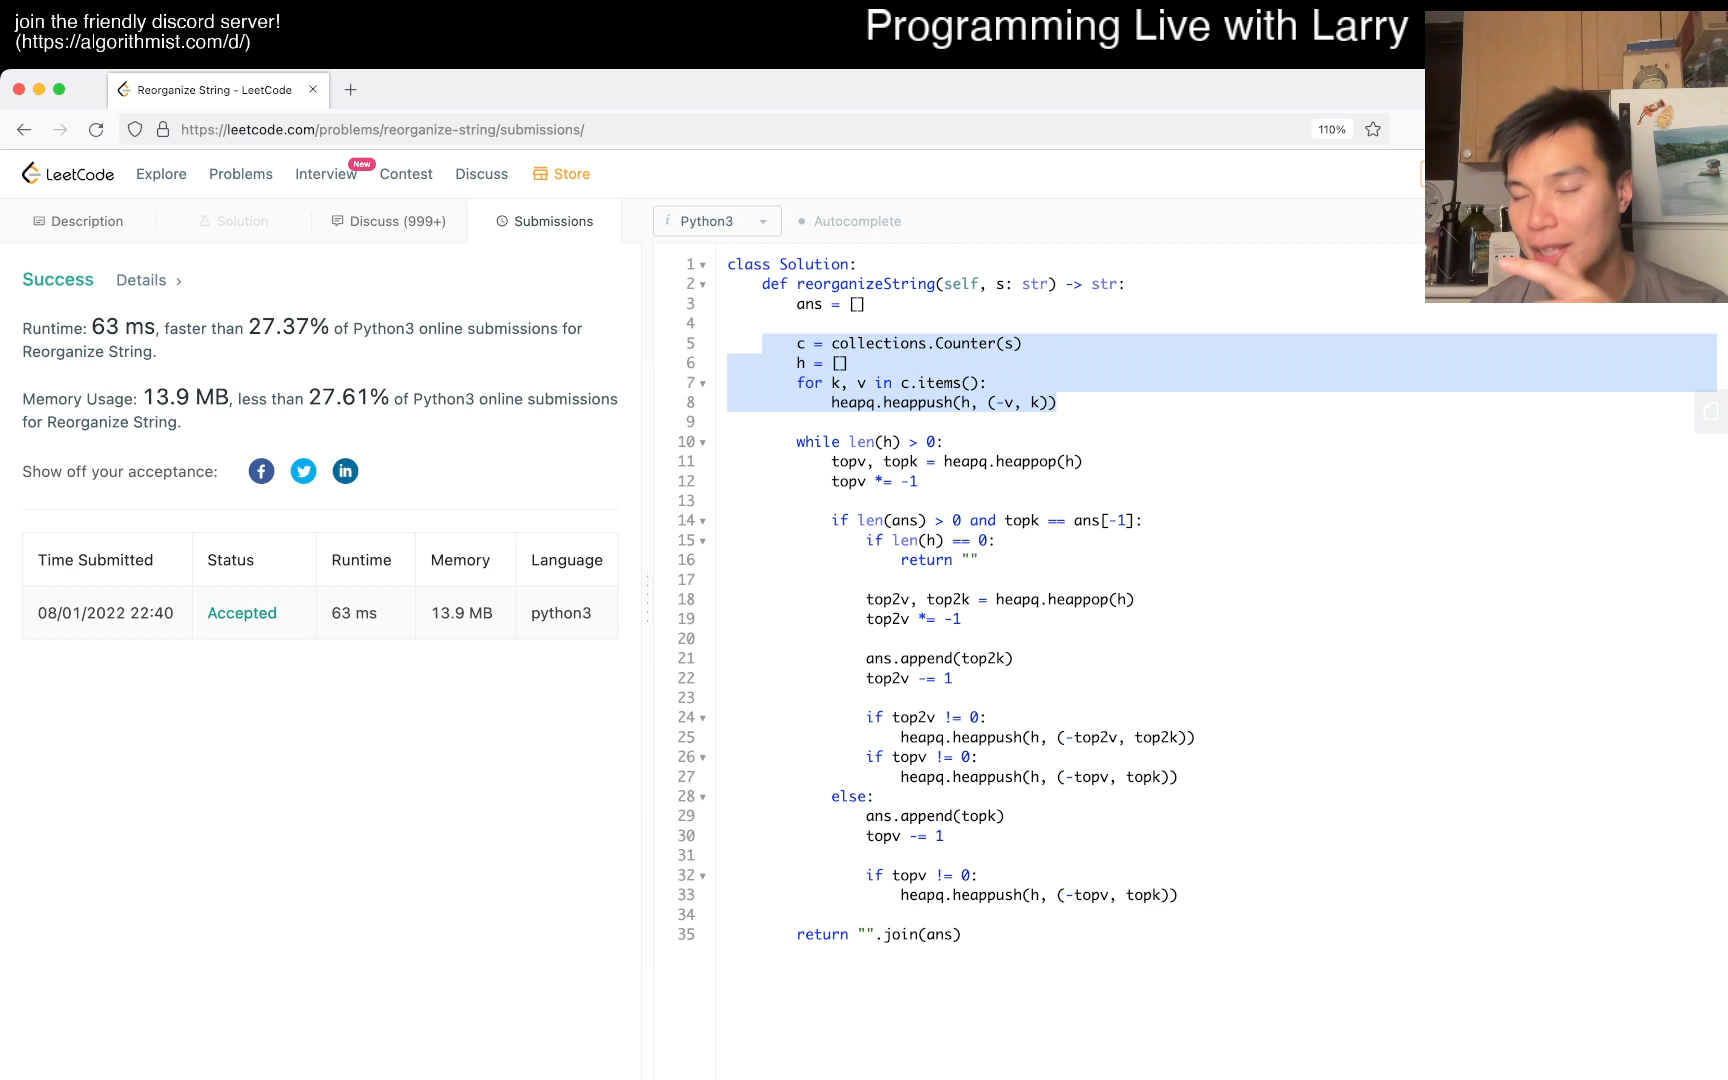 join the friendly discord server!
(https://algorithmist.com/d/)
Programming Live with Larry
Reorganize String - LeetCode
https://leetcode.com/problems/reorganize-string/submissions/
110%
LeetCode
Explore
Problems
Interview
New
Contest
Discuss
Store
Description
Solution
Discuss (999+)
Submissions
i Python3
Autocomplete
Success
Details >
Runtime: 63 ms, faster than 27.37% of Python3 online submissions for
Reorganize String.
Memory Usage: 13.9 MB, less than 27.61% of Python3 online submissions
for Reorganize String.
Show off your acceptance:
Time Submitted Status Runtime Memory Language
08/01/2022 22:40 Accepted 63 ms 13.9 MB python3
1 class Solution:
2 def reorganizeString(self, s: str) -> str:
3 ans = []
4
5 c = collections.Counter(s)
6 h = []
7 for k, v in c.items():
8 heapq.heappush(h, (-v, k))
9
10 while len(h) > 0:
11 topv, topk = heapq.heappop(h)
12 topv *= -1
13
14 if len(ans) > 0 and topk == ans[-1]:
15 if len(h) == 0:
16 return ""
17
18 top2v, top2k = heapq.heappop(h)
19 top2v *= -1
20
21 ans.append(top2k)
22 top2v -= 1
23
24 if top2v != 0:
25 heapq.heappush(h, (-top2v, top2k))
26 if topv != 0:
27 heapq.heappush(h, (-topv, topk))
28 else:
29 ans.append(topk)
30 topv -= 1
31
32 if topv != 0:
33 heapq.heappush(h, (-topv, topk))
34
35 return "".join(ans)